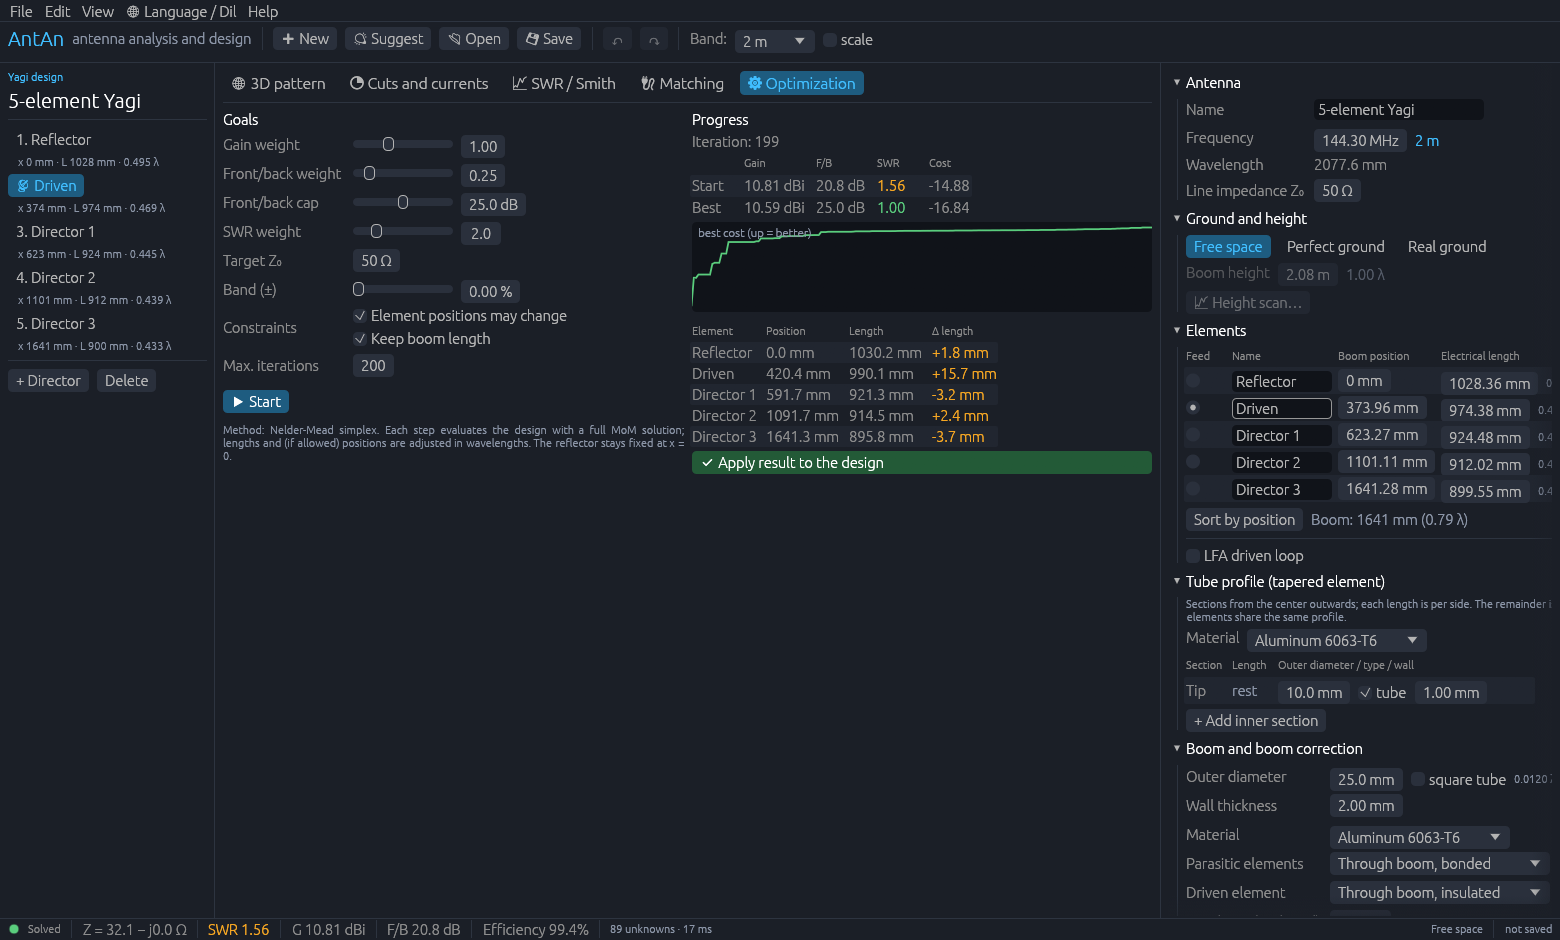 File Edit View Language / Dil Help
AntAn antenna analysis and design New Suggest Open Save Band: 2 m scale
Yagi design
5-element Yagi
1. Reflector
x 0 mm · L 1028 mm · 0.495 λ
Driven
x 374 mm · L 974 mm · 0.469 λ
3. Director 1
x 623 mm · L 924 mm · 0.445 λ
4. Director 2
x 1101 mm · L 912 mm · 0.439 λ
5. Director 3
x 1641 mm · L 900 mm · 0.433 λ
+ Director Delete
3D pattern Cuts and currents SWR / Smith Matching Optimization
Goals
Gain weight 1.00
Front/back weight 0.25
Front/back cap 25.0 dB
SWR weight 2.0
Target Z₀ 50 Ω
Band (±) 0.00 %
Constraints
Element positions may change
Keep boom length
Max. iterations 200
Start
Method: Nelder-Mead simplex. Each step evaluates the design with a full MoM solution;
lengths and (if allowed) positions are adjusted in wavelengths. The reflector stays fixed at x =
0.
Progress
Iteration: 199
Gain F/B SWR Cost
Start 10.81 dBi 20.8 dB 1.56 -14.88
Best 10.59 dBi 25.0 dB 1.00 -16.84
best cost (up = better)
Element Position Length Δ length
Reflector 0.0 mm 1030.2 mm +1.8 mm
Driven 420.4 mm 990.1 mm +15.7 mm
Director 1 591.7 mm 921.3 mm -3.2 mm
Director 2 1091.7 mm 914.5 mm +2.4 mm
Director 3 1641.3 mm 895.8 mm -3.7 mm
Apply result to the design
Antenna
Name 5-element Yagi
Frequency 144.30 MHz 2 m
Wavelength 2077.6 mm
Line impedance Z₀ 50 Ω
Ground and height
Free space Perfect ground Real ground
Boom height 2.08 m 1.00 λ
Height scan…
Elements
Feed Name Boom position Electrical length
Reflector 0 mm 1028.36 mm 0
Driven 373.96 mm 974.38 mm 0.4
Director 1 623.27 mm 924.48 mm 0.4
Director 2 1101.11 mm 912.02 mm 0.4
Director 3 1641.28 mm 899.55 mm 0.4
Sort by position Boom: 1641 mm (0.79 λ)
LFA driven loop
Tube profile (tapered element)
Sections from the center outwards; each length is per side. The remainder i
elements share the same profile.
Material Aluminum 6063-T6
Section Length Outer diameter / type / wall
Tip rest 10.0 mm tube 1.00 mm
+ Add inner section
Boom and boom correction
Outer diameter 25.0 mm square tube 0.0120
Wall thickness 2.00 mm
Material Aluminum 6063-T6
Parasitic elements Through boom, bonded
Driven element Through boom, insulated
Solved Z = 32.1 − j0.0 Ω SWR 1.56 G 10.81 dBi F/B 20.8 dB Efficiency 99.4% 89 unknowns · 17 ms Free space not saved